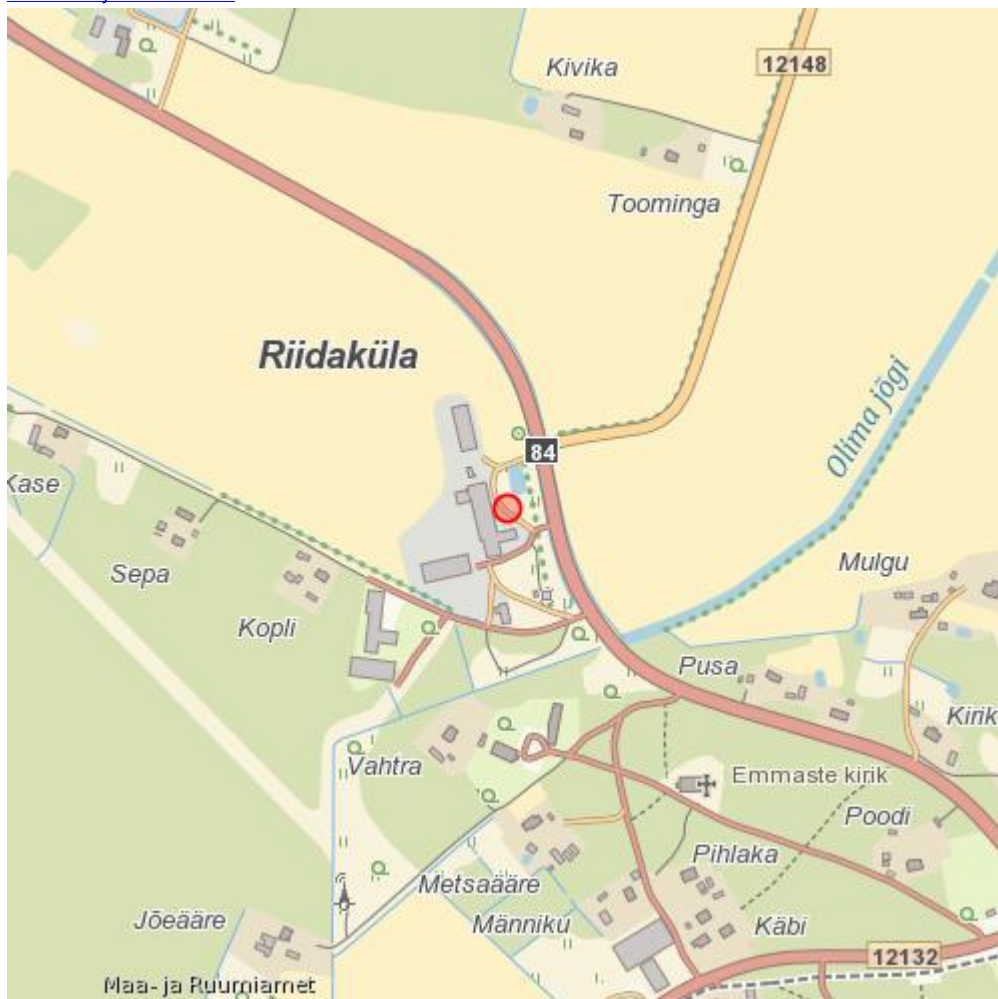 Kivika
12148
Toominga
Riidaküla
Olima jõgi
84
Kase
Sepa
Mulgu
Kopli
Pusa
Kirik
Vahtra
Emmaste kirik
Poodi
Pihlaka
Metsaääre
Jõeääre
Männiku
Käbi
12132
Maa- ja Ruumiamet